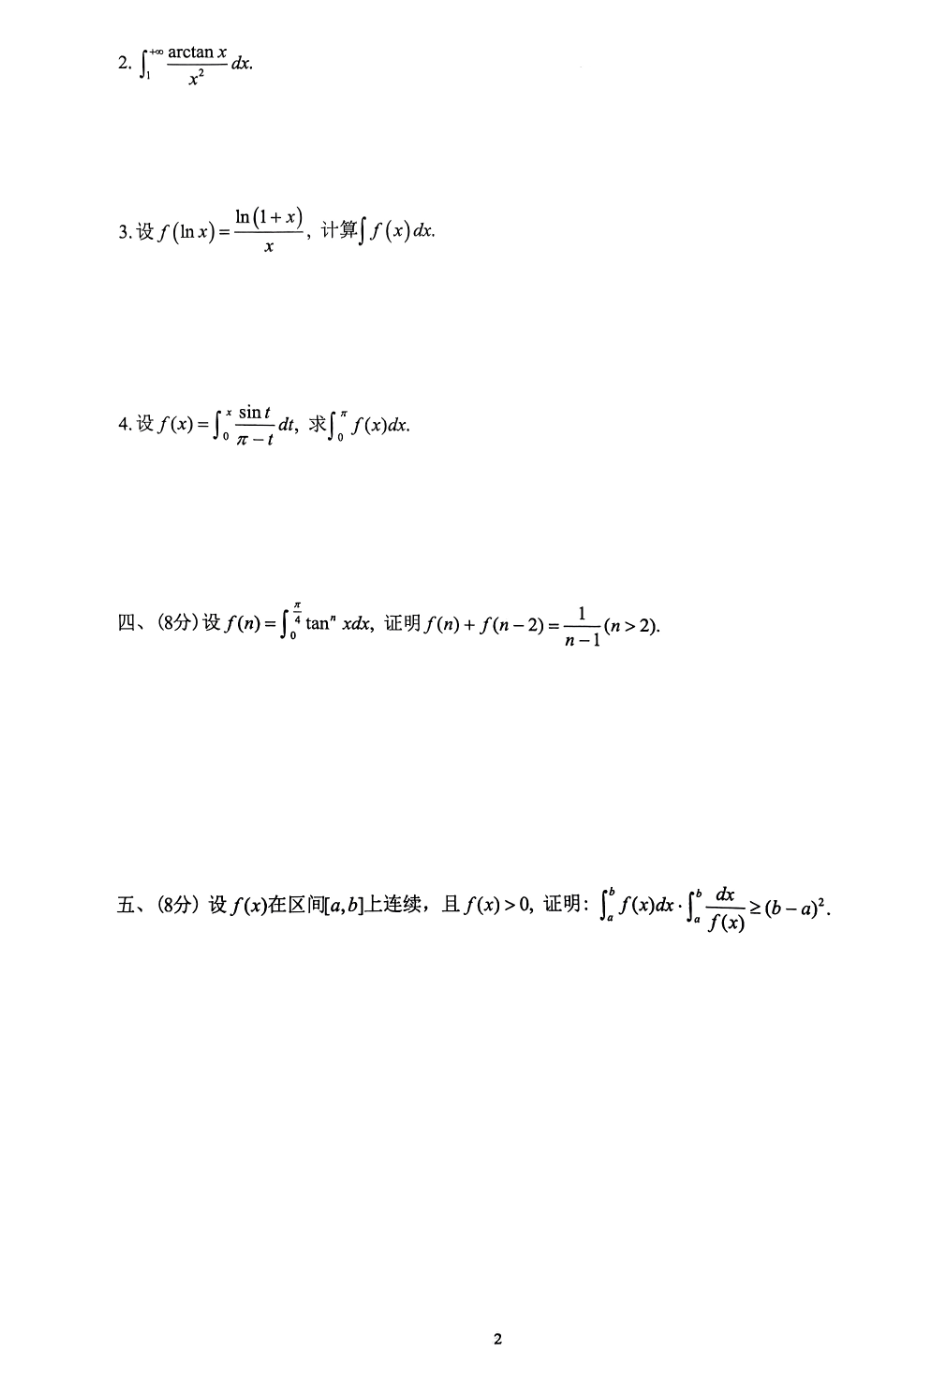 2. $\int_{1}^{+\infty} \frac{\arctan x}{x^2} dx.$
3. 设 $f(\ln x) = \frac{\ln(1+x)}{x}$, 计算 $\int f(x) dx.$
4. 设 $f(x) = \int_{0}^{x} \frac{\sin t}{\pi - t} dt$, 求 $\int_{0}^{\pi} f(x) dx.$
四、(8分) 设 $f(n) = \int_{0}^{\frac{\pi}{4}} \tan^n x dx$, 证明 $f(n) + f(n-2) = \frac{1}{n-1} (n > 2).$
五、(8分) 设 $f(x)$ 在区间$[a,b]$上连续，且 $f(x) > 0$, 证明: $\int_{a}^{b} f(x) dx \cdot \int_{a}^{b} \frac{dx}{f(x)} \geq (b-a)^2.$
2